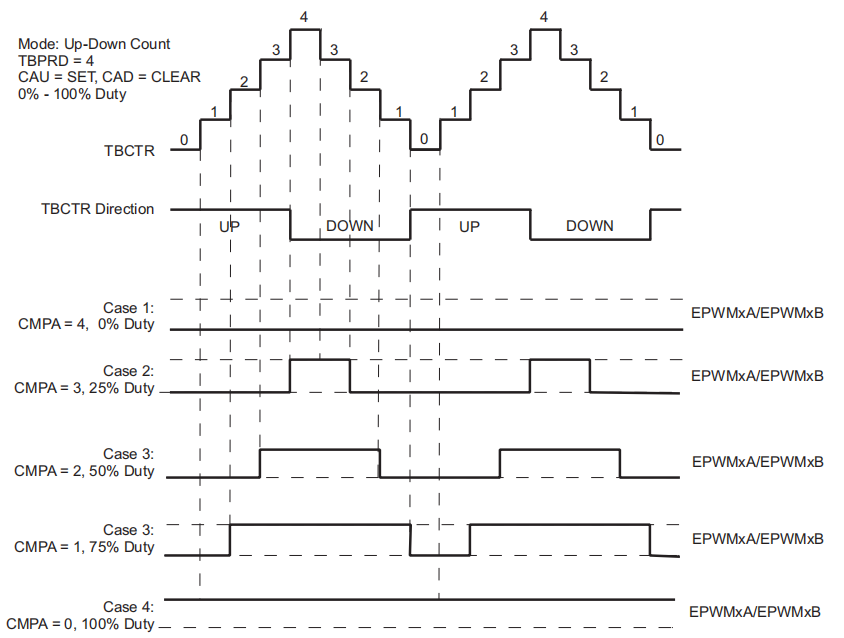 4 4
Mode: Up-Down Count 3 3 3 3
TBPRD = 4
CAU = SET, CAD = CLEAR 2 2 2 2
0% - 100% Duty
1 1 1 1
0 0 0
TBCTR
TBCTR Direction
UP DOWN UP DOWN
Case 1: EPWMxA/EPWMxB
CMPA = 4, 0% Duty
Case 2: EPWMxA/EPWMxB
CMPA = 3, 25% Duty
Case 3: EPWMxA/EPWMxB
CMPA = 2, 50% Duty
Case 3: EPWMxA/EPWMxB
CMPA = 1, 75% Duty
Case 4: EPWMxA/EPWMxB
CMPA = 0, 100% Duty